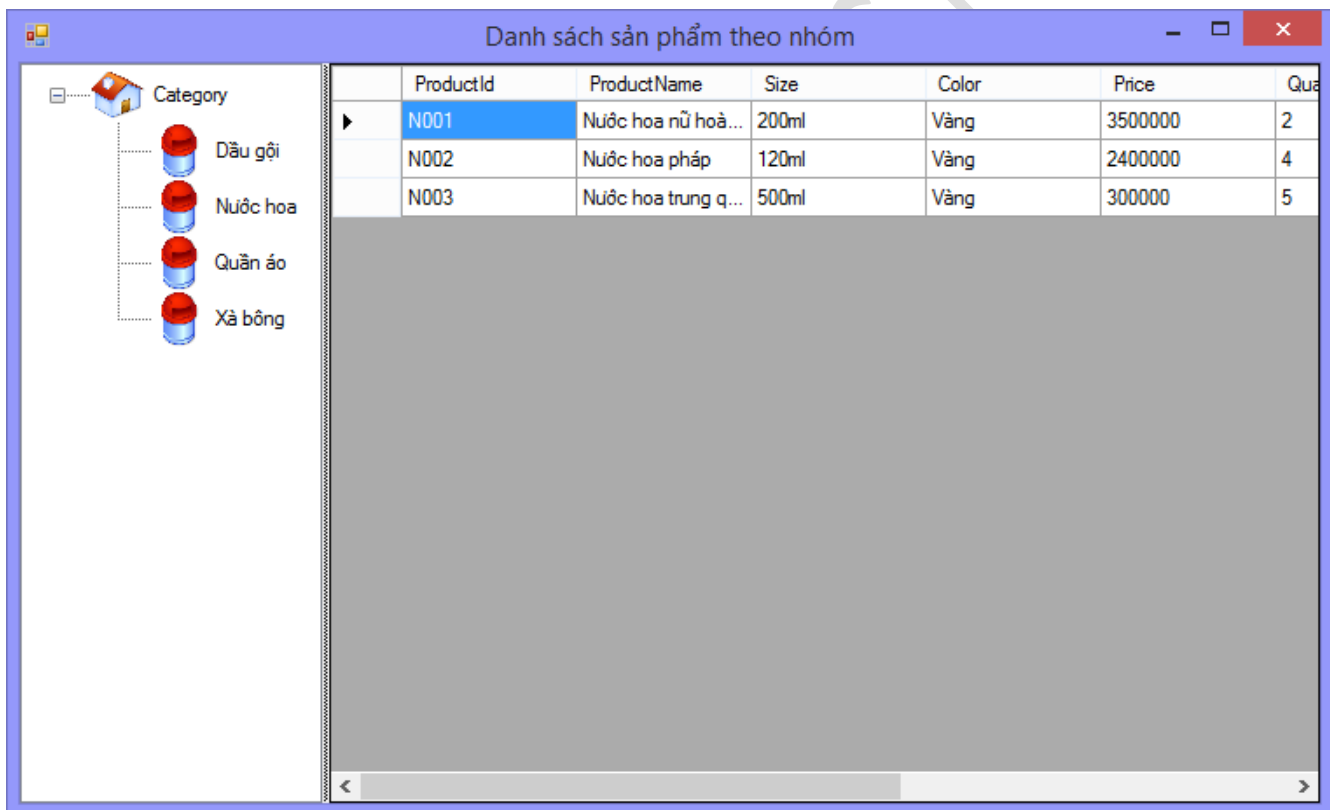 Danh sách sản phẩm theo nhóm
Category
Dầu gội
Nước hoa
Quần áo
Xà bông
ProductId ProductName Size Color Price Qua
N001 Nước hoa nữ hoà... 200ml Vàng 3500000 2
N002 Nước hoa pháp 120ml Vàng 2400000 4
N003 Nước hoa trung q... 500ml Vàng 300000 5